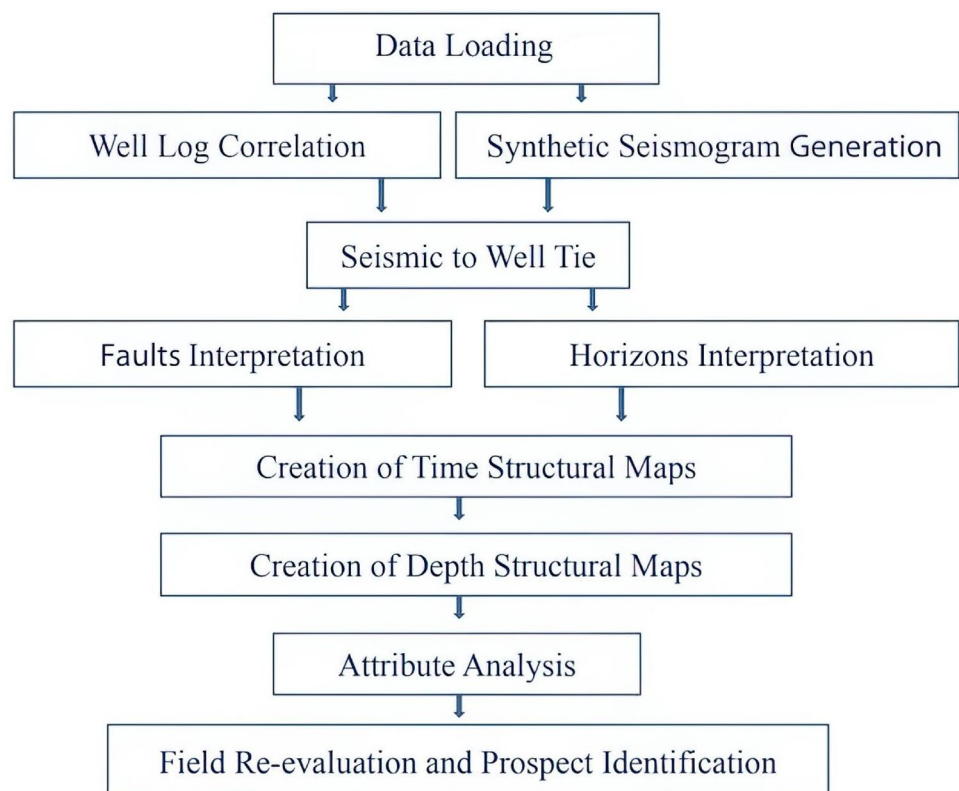 Data Loading
Well Log Correlation
Synthetic Seismogram Generation
Seismic to Well Tie
Faults Interpretation
Horizons Interpretation
Creation of Time Structural Maps
Creation of Depth Structural Maps
Attribute Analysis
Field Re-evaluation and Prospect Identification